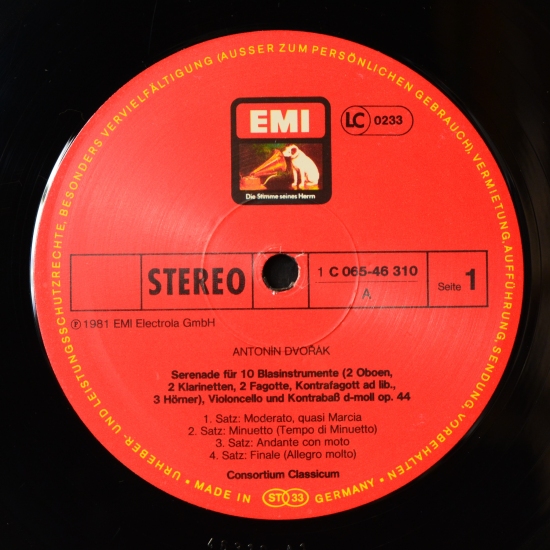 URHEBER- UND LEISTUNGSSCHUTZRECHTE, BESONDERS VERVIELFÄLTIGUNG (AUSSER ZUM PERSÖNLICHEN GEBRAUCH), VERMIETUNG, AUFFÜHRUNG, SENDUNG, VORBEHALTEN •
EMI
LC 0233
Die Stimme seines Herrn
STEREO
1 C 065-46 310
A
Seite 1
℗ 1981 EMI Electrola GmbH
ANTONÍN DVOŘÁK
Serenade für 10 Blasinstrumente (2 Oboen,
2 Klarinetten, 2 Fagotte, Kontrafagott ad lib.,
3 Hörner), Violoncello und Kontrabaß d-moll op. 44
1. Satz: Moderato, quasi Marcia
2. Satz: Minuetto (Tempo di Minuetto)
3. Satz: Andante con moto
4. Satz: Finale (Allegro molto)
Consortium Classicum
• MADE IN ST 33 GERMANY •